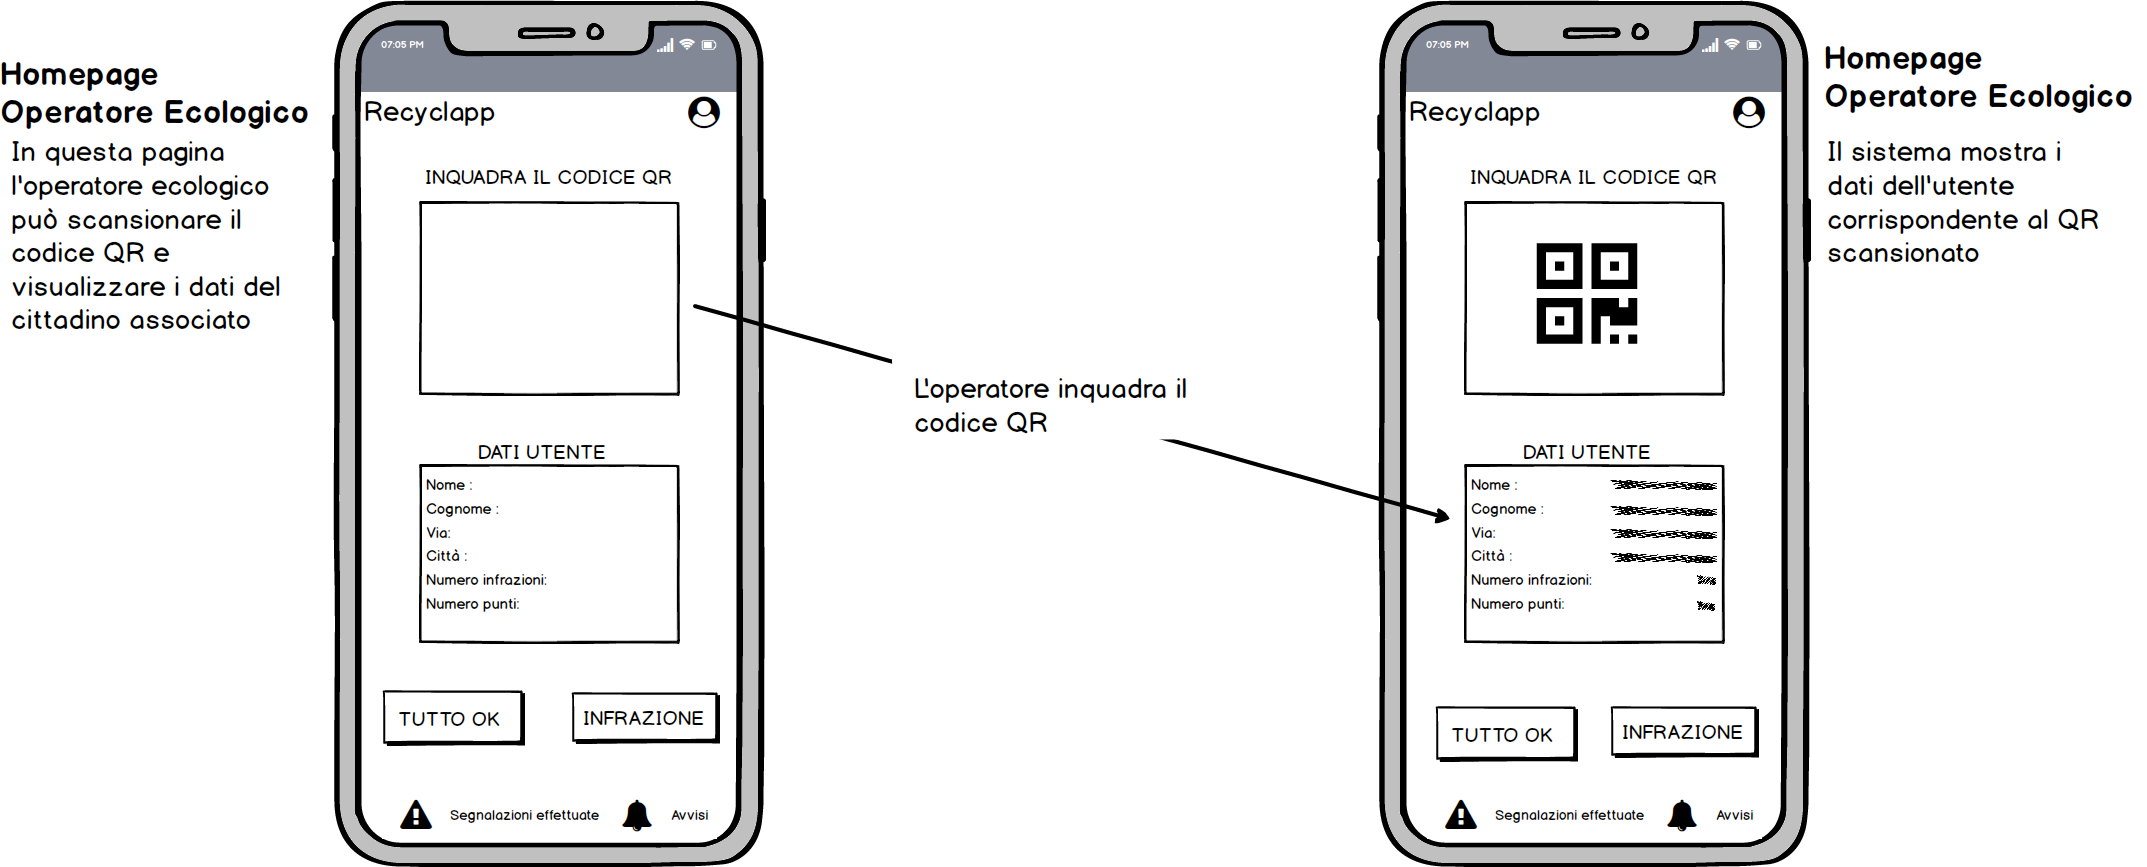 Homepage
Operatore Ecologico
In questa pagina
l'operatore ecologico
può scansionare il
codice QR e
visualizzare i dati del
cittadino associato
07:05 PM
Recyclapp
INQUADRA IL CODICE QR
DATI UTENTE
Nome :
Cognome :
Via:
Città :
Numero infrazioni:
Numero punti:
TUTTO OK
INFRAZIONE
Segnalazioni effettuate
Avvisi
L'operatore inquadra il
codice QR
07:05 PM
Recyclapp
INQUADRA IL CODICE QR
DATI UTENTE
Nome :
Cognome :
Via:
Città :
Numero infrazioni:
Numero punti:
TUTTO OK
INFRAZIONE
Segnalazioni effettuate
Avvisi
Homepage
Operatore Ecologico
Il sistema mostra i
dati dell'utente
corrispondente al QR
scansionato